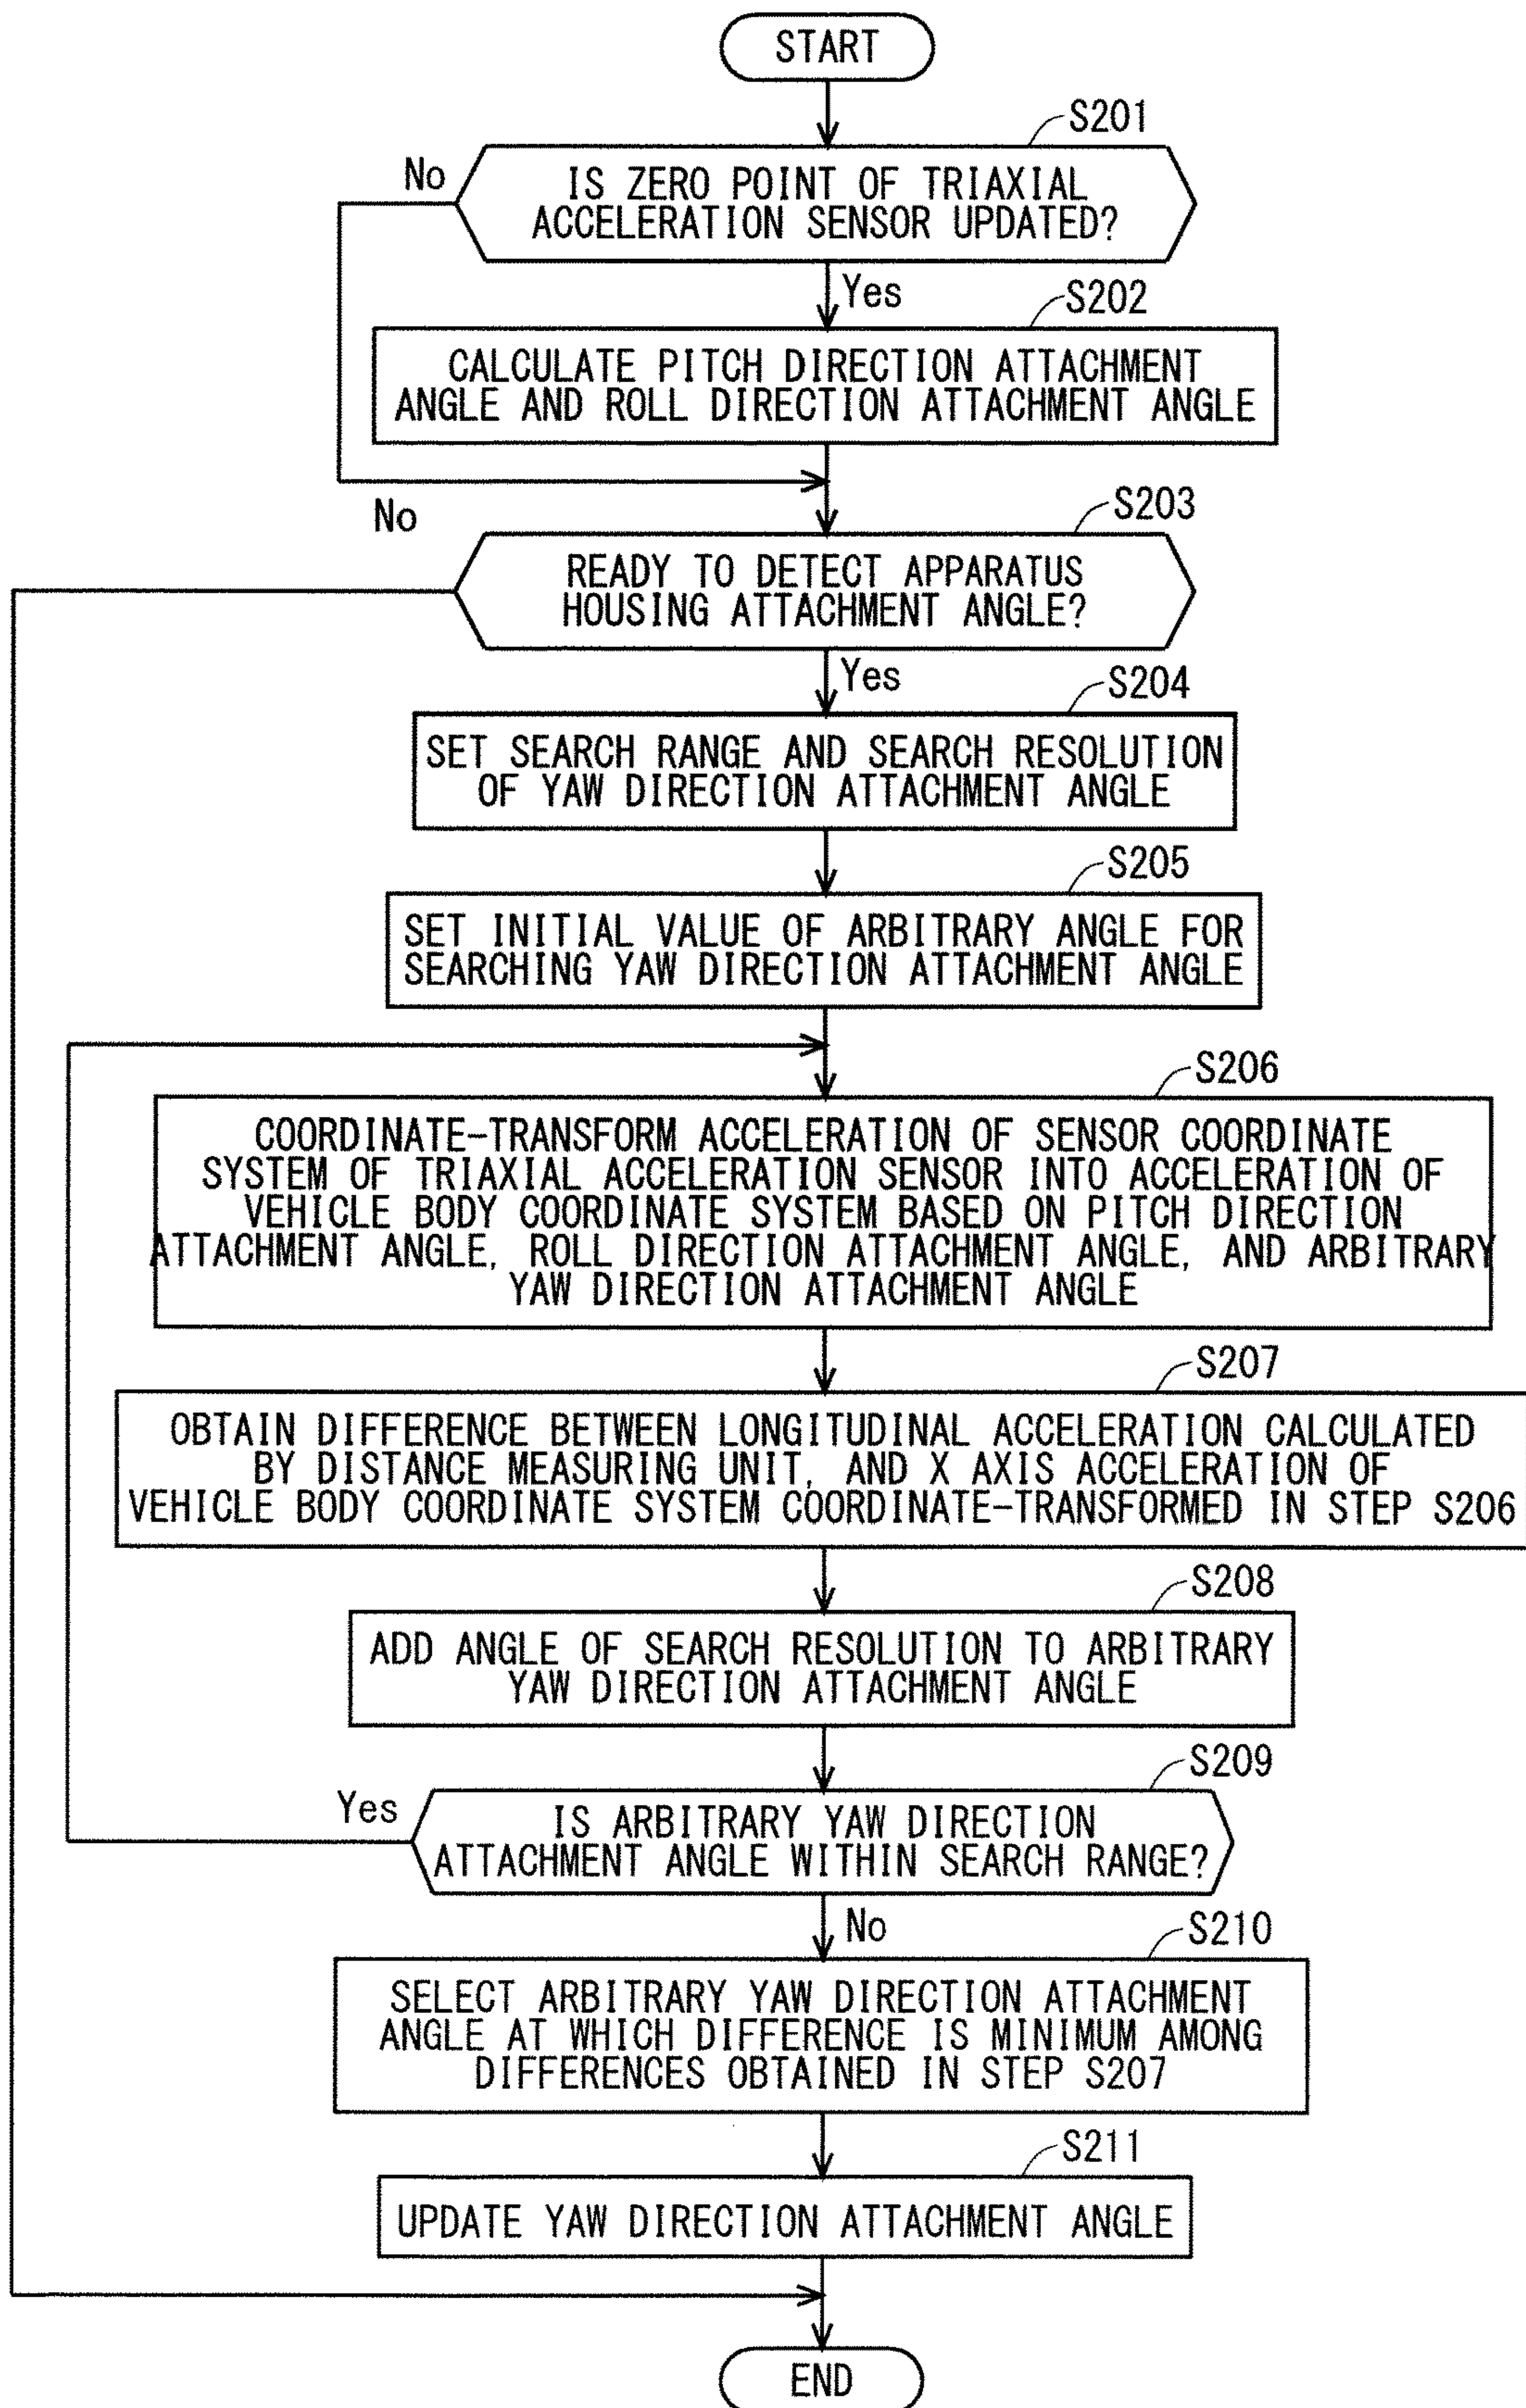 START
S201
No
IS ZERO POINT OF TRIAXIAL
ACCELERATION SENSOR UPDATED?
Yes
S202
CALCULATE PITCH DIRECTION ATTACHMENT
ANGLE AND ROLL DIRECTION ATTACHMENT ANGLE
No
S203
READY TO DETECT APPARATUS
HOUSING ATTACHMENT ANGLE?
Yes
S204
SET SEARCH RANGE AND SEARCH RESOLUTION
OF YAW DIRECTION ATTACHMENT ANGLE
S205
SET INITIAL VALUE OF ARBITRARY ANGLE FOR
SEARCHING YAW DIRECTION ATTACHMENT ANGLE
S206
COORDINATE-TRANSFORM ACCELERATION OF SENSOR COORDINATE
SYSTEM OF TRIAXIAL ACCELERATION SENSOR INTO ACCELERATION OF
VEHICLE BODY COORDINATE SYSTEM BASED ON PITCH DIRECTION
ATTACHMENT ANGLE, ROLL DIRECTION ATTACHMENT ANGLE, AND ARBITRARY
YAW DIRECTION ATTACHMENT ANGLE
S207
OBTAIN DIFFERENCE BETWEEN LONGITUDINAL ACCELERATION CALCULATED
BY DISTANCE MEASURING UNIT, AND X AXIS ACCELERATION OF
VEHICLE BODY COORDINATE SYSTEM COORDINATE-TRANSFORMED IN STEP S206
S208
ADD ANGLE OF SEARCH RESOLUTION TO ARBITRARY
YAW DIRECTION ATTACHMENT ANGLE
S209
Yes
IS ARBITRARY YAW DIRECTION
ATTACHMENT ANGLE WITHIN SEARCH RANGE?
No
S210
SELECT ARBITRARY YAW DIRECTION ATTACHMENT
ANGLE AT WHICH DIFFERENCE IS MINIMUM AMONG
DIFFERENCES OBTAINED IN STEP S207
S211
UPDATE YAW DIRECTION ATTACHMENT ANGLE
END